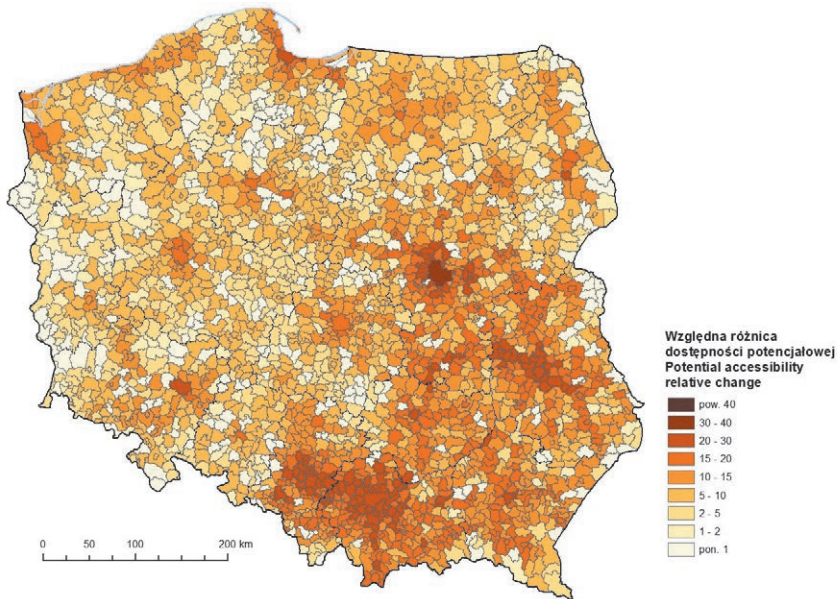 Względna różnica
dostępności potencjałowej
Potential accessibility
relative change
pow. 40
30 - 40
20 - 30
15 - 20
10 - 15
5 - 10
2 - 5
1 - 2
pon. 1
0 50 100 200 km